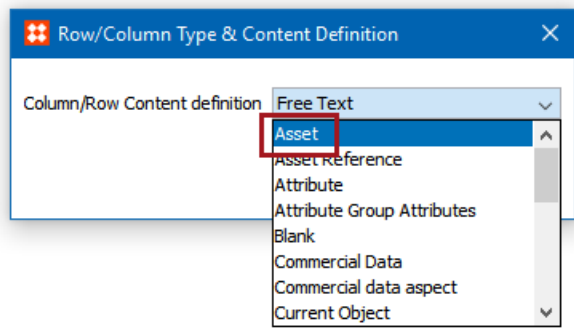 Row/Column Type & Content Definition
Column/Row Content definition Free Text
Asset
Asset Reference
Attribute
Attribute Group Attributes
Blank
Commercial Data
Commercial data aspect
Current Object